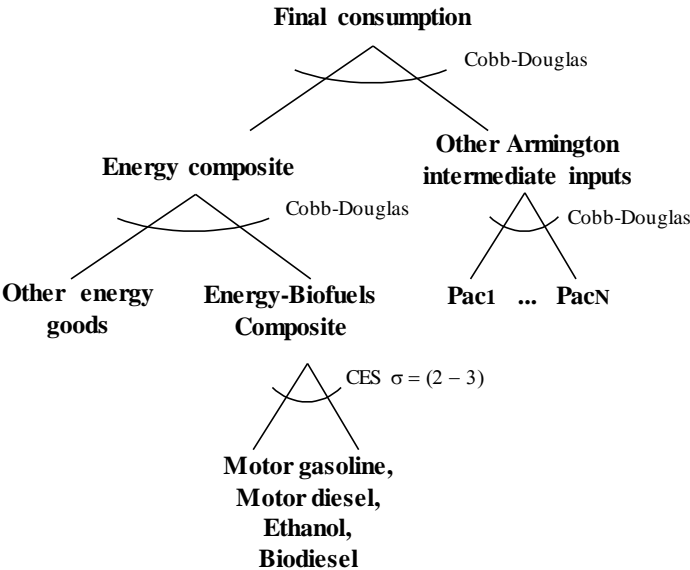 Final consumption
Cobb-Douglas
Energy composite
Other Armington
intermediate inputs
Cobb-Douglas
Cobb-Douglas
Other energy
goods
Energy-Biofuels
Composite
Pac1 ... PacN
CES σ = (2 − 3)
Motor gasoline,
Motor diesel,
Ethanol,
Biodiesel